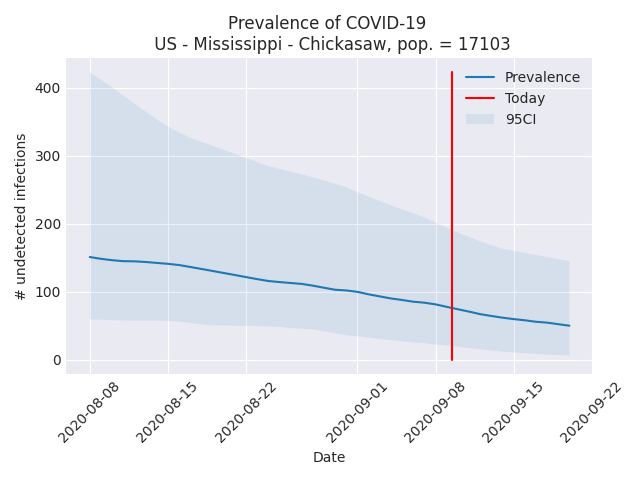 Prevalence of COVID-19
US - Mississippi - Chickasaw, pop. = 17103
# undetected infections
400
300
200
100
0
Prevalence
Today
95CI
2020-08-08
2020-08-15
2020-08-22
2020-09-01
2020-09-08
2020-09-15
2020-09-22
Date